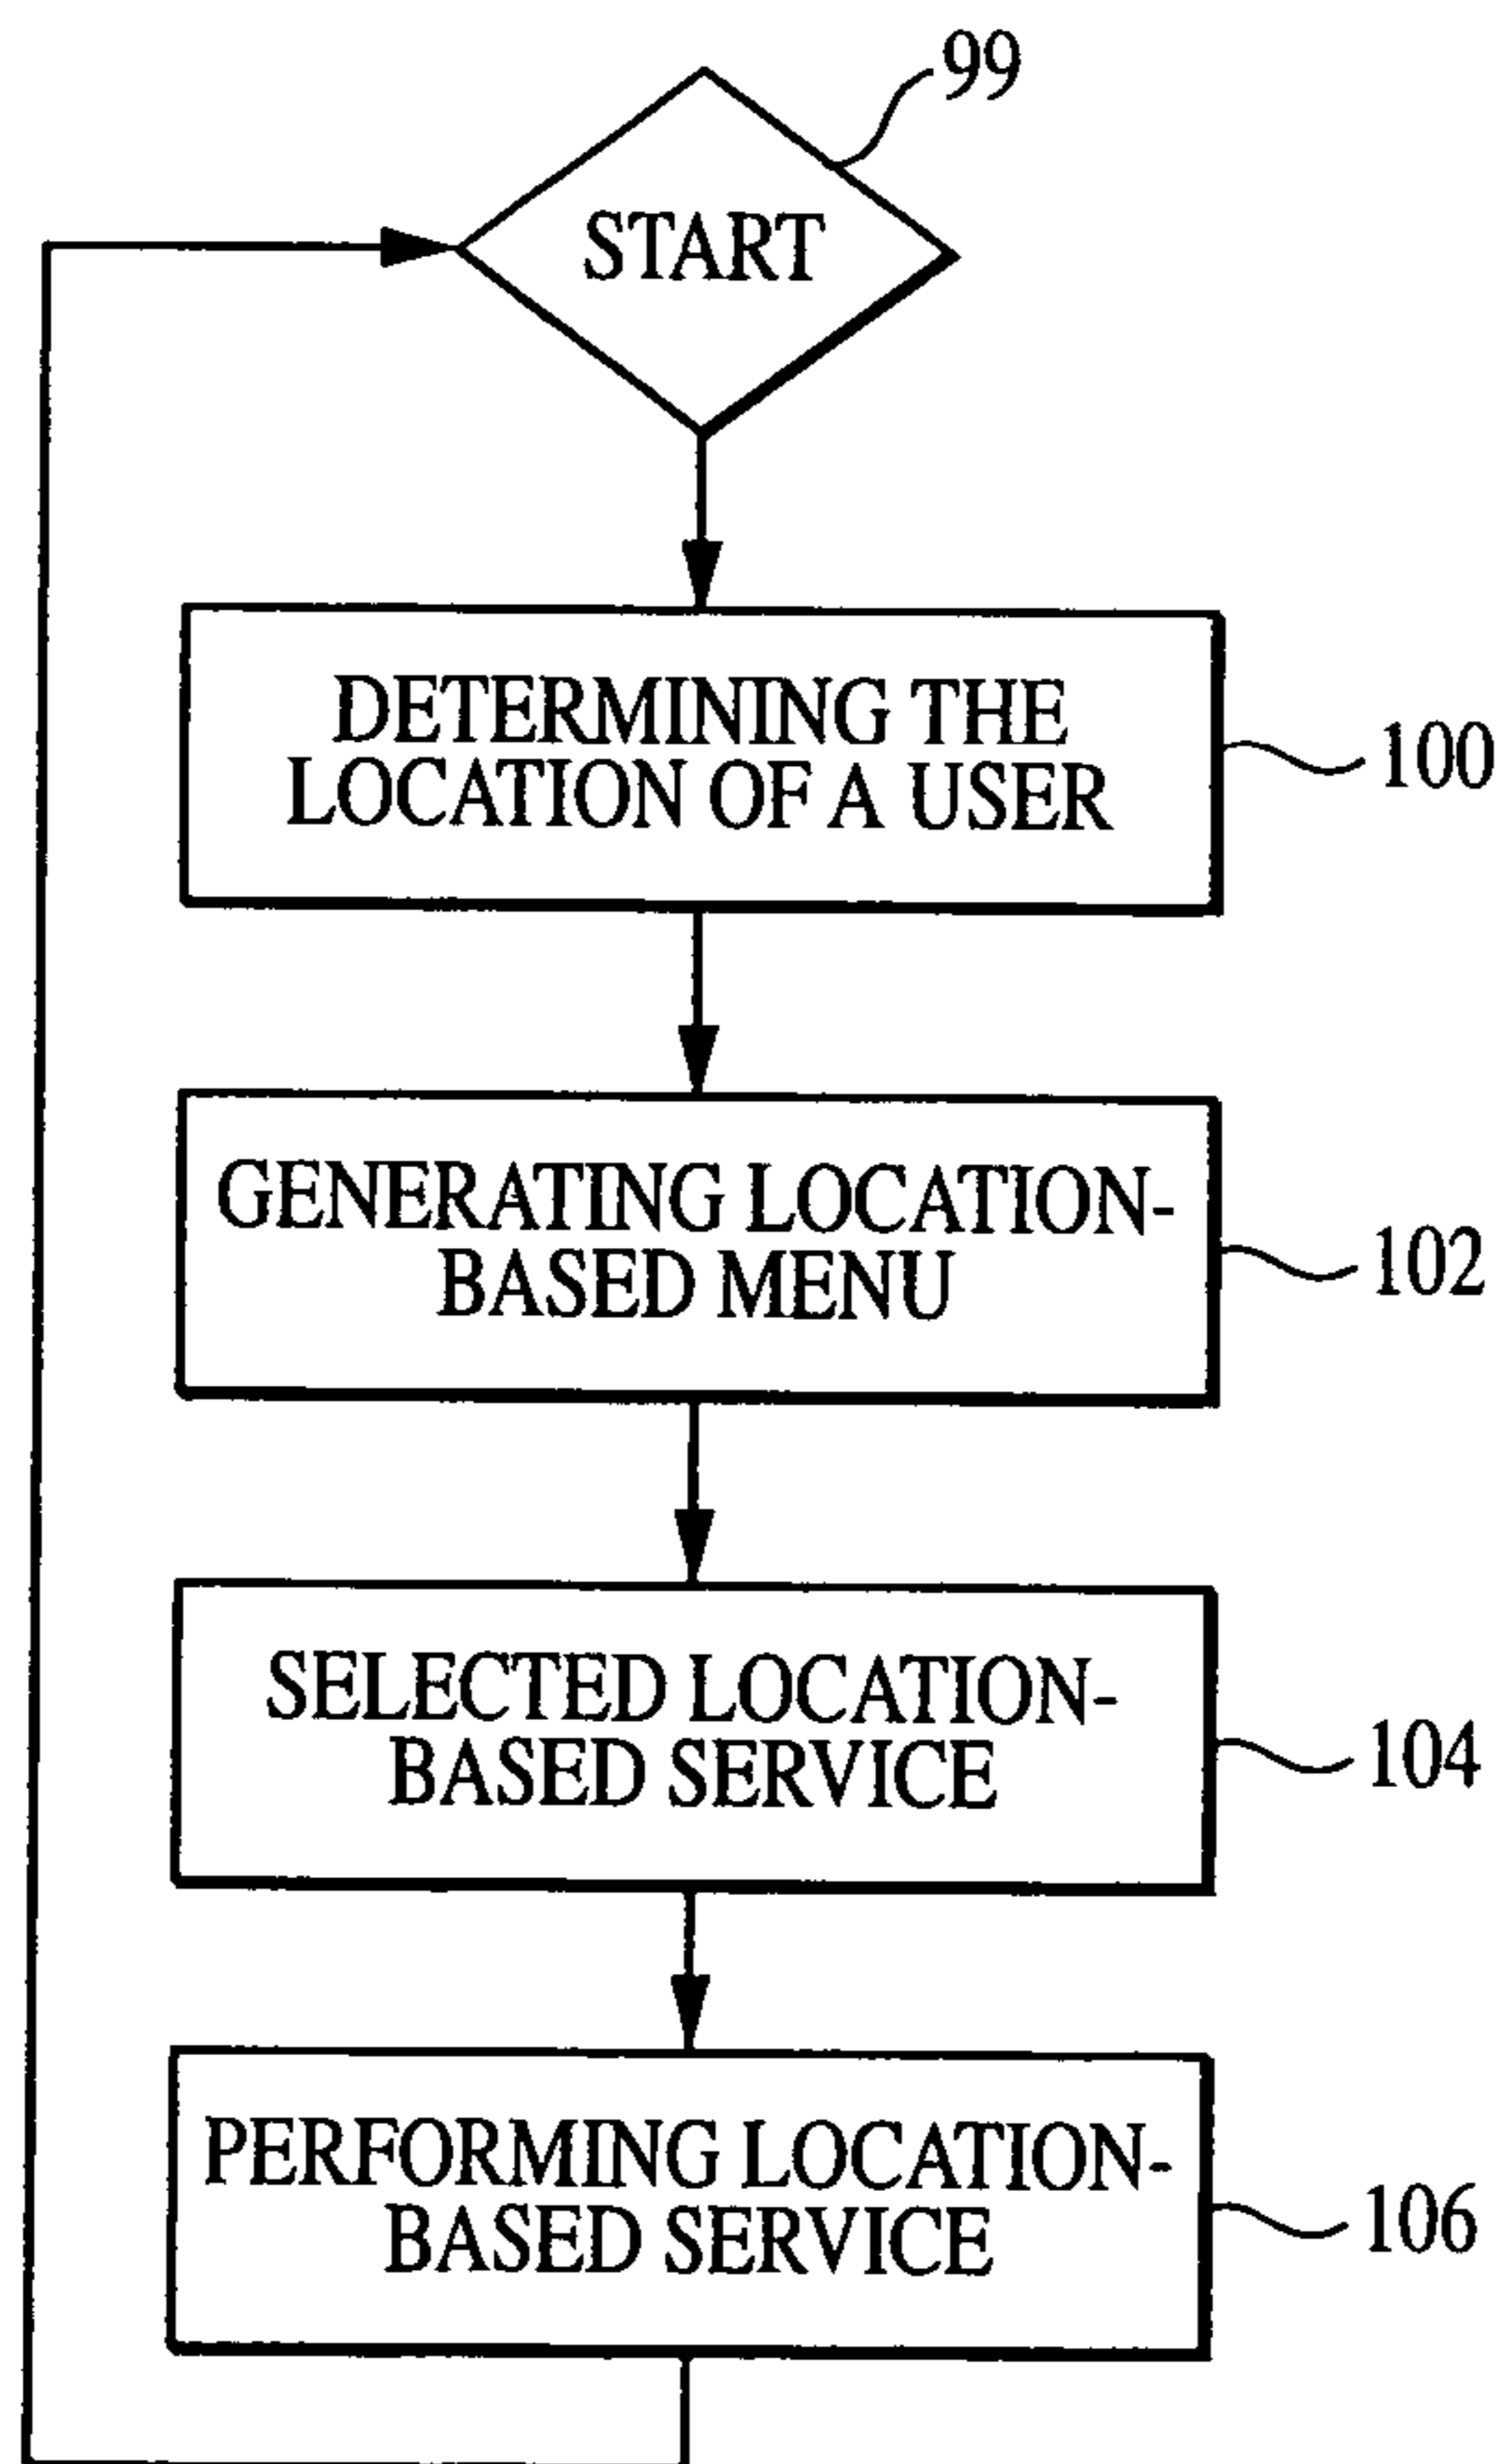 99
START
DETERMINING THE
LOCATION OF A USER
100
GENERATING LOCATION-
BASED MENU
102
SELECTED LOCATION-
BASED SERVICE
104
PERFORMING LOCATION-
BASED SERVICE
106